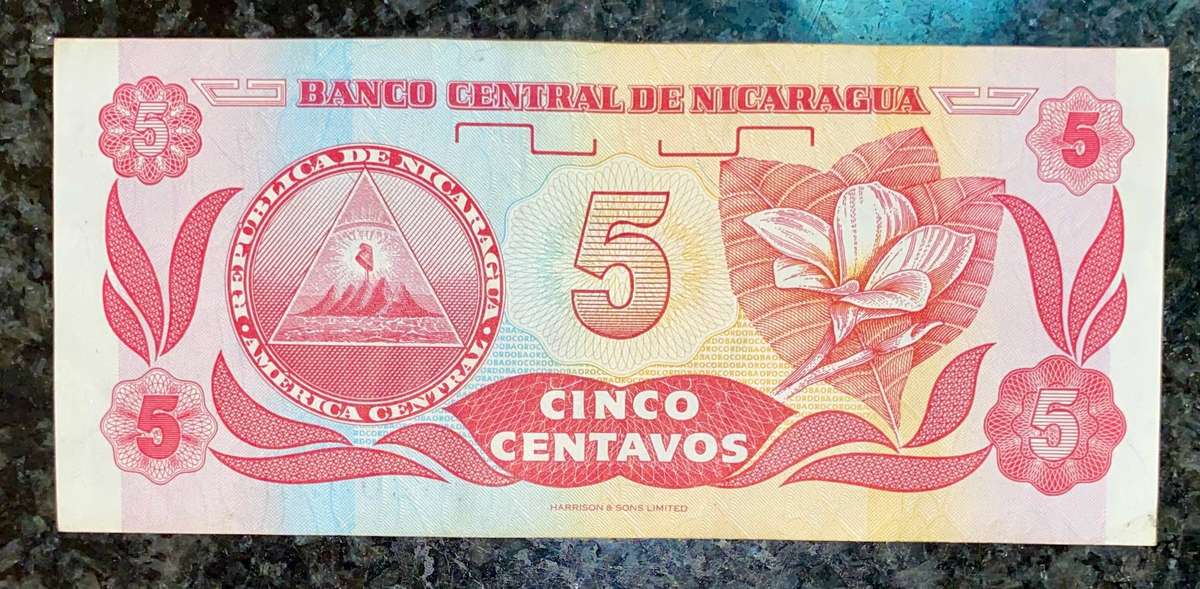 BANCO CENTRAL DE NICARAGUA
5
5
REPUBLICA DE NICARAGUA
AMERICA CENTRAL
5
5
5
CINCO
CENTAVOS
HARRISON & SONS LIMITED